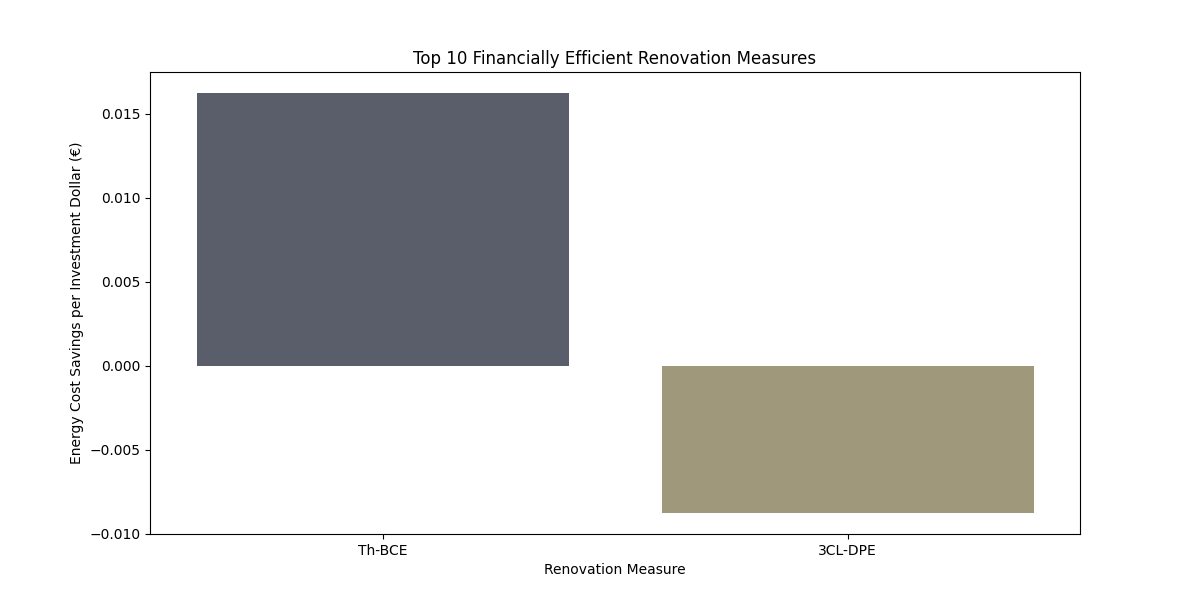 Top 10 Financially Efficient Renovation Measures
Energy Cost Savings per Investment Dollar (€)
0.015
0.010
0.005
0.000
−0.005
−0.010
Th-BCE
3CL-DPE
Renovation Measure